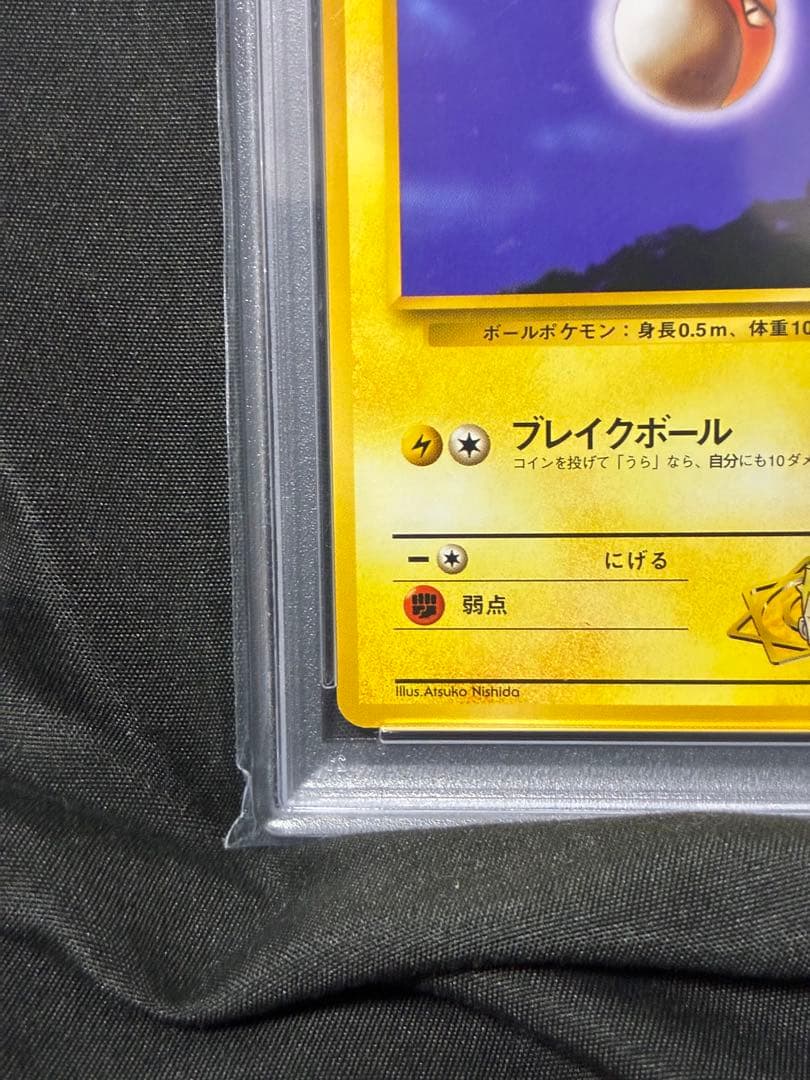 ボールポケモン：身長0.5m、体重10
ブレイクボール
コインを投げて「うら」なら、自分にも10ダメ
にげる
弱点
Illus. Atsuko Nishida